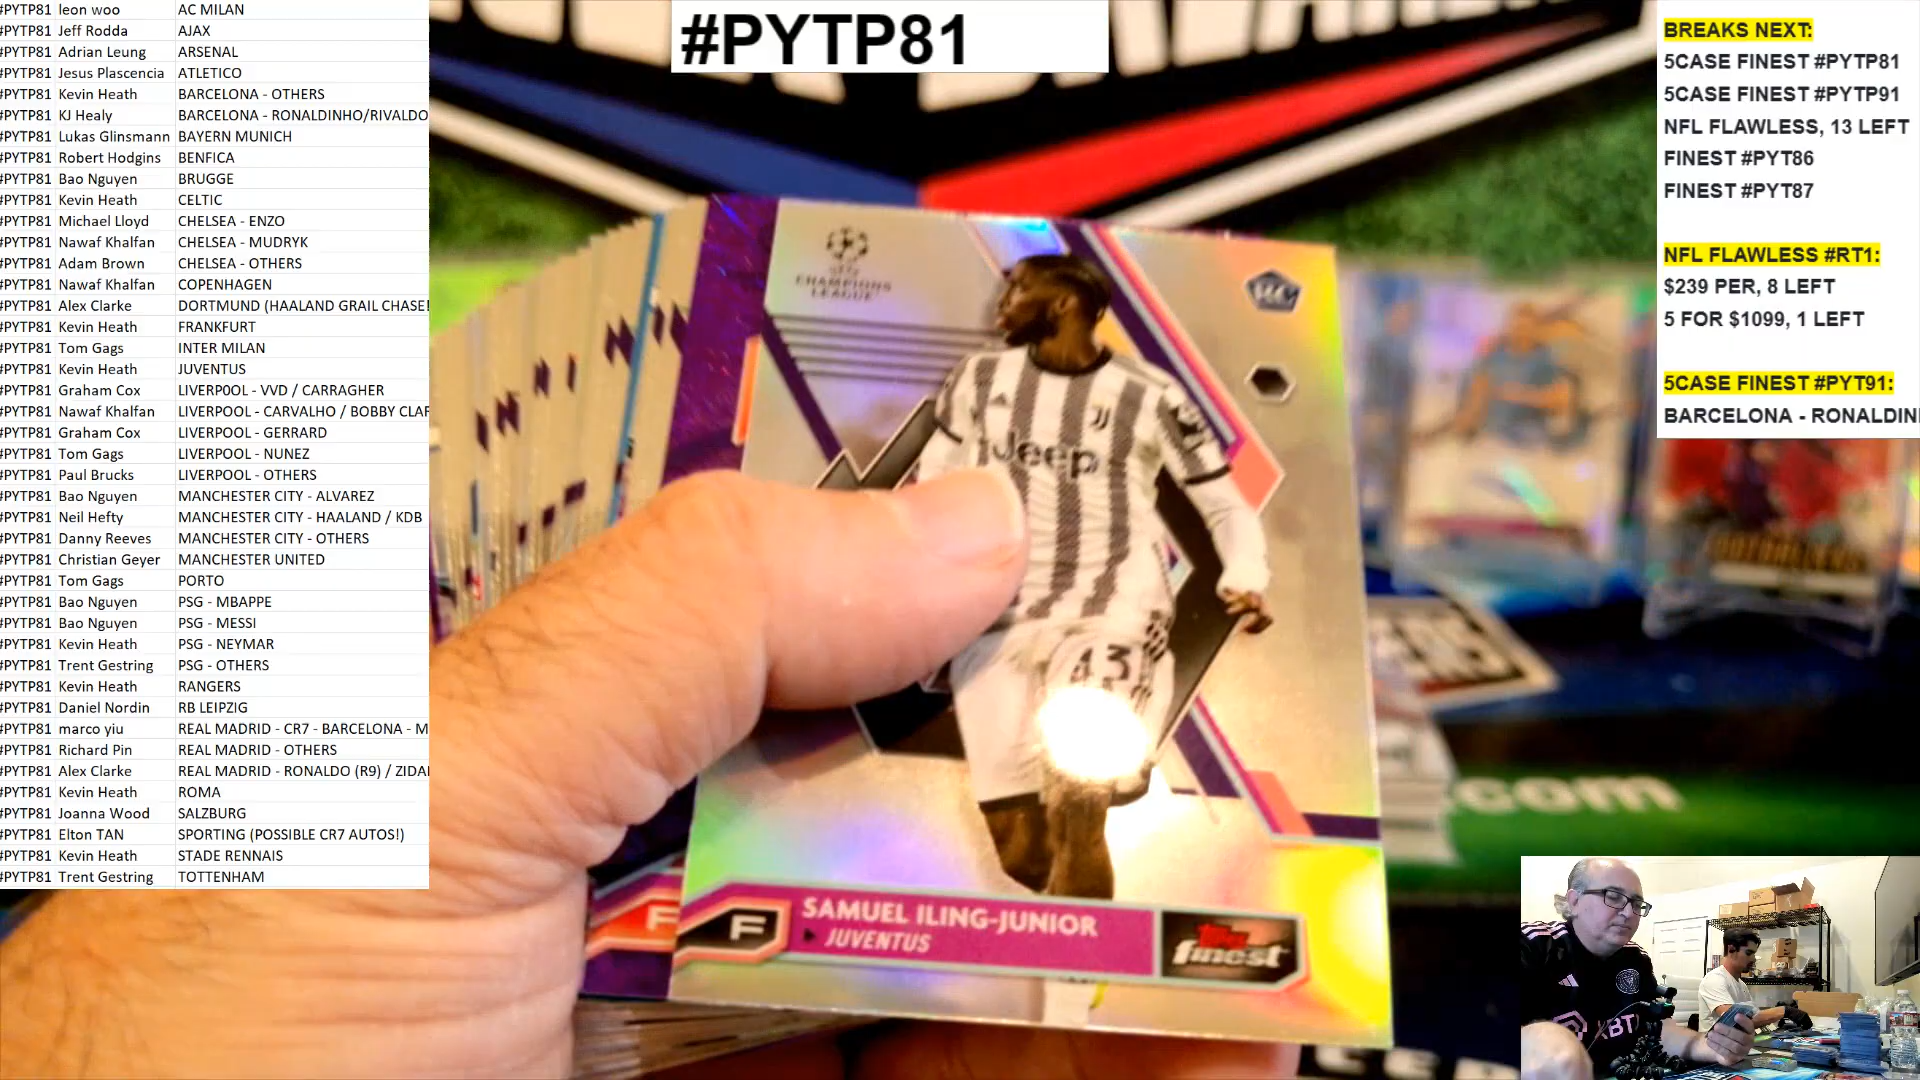 #PYTP81 leon woo AC MILAN
#PYTP81 Jeff Rodda AJAX
#PYTP81 Adrian Leung ARSENAL
#PYTP81 Jesus Plascencia ATLETICO
#PYTP81 Kevin Heath BARCELONA - OTHERS
#PYTP81 KJ Healy BARCELONA - RONALDINHO/RIVALDO
#PYTP81 Lukas Glinsmann BAYERN MUNICH
#PYTP81 Robert Hodgins BENFICA
#PYTP81 Bao Nguyen BRUGGE
#PYTP81 Kevin Heath CELTIC
#PYTP81 Michael Lloyd CHELSEA - ENZO
#PYTP81 Nawaf Khalfan CHELSEA - MUDRYK
#PYTP81 Adam Brown CHELSEA - OTHERS
#PYTP81 Nawaf Khalfan COPENHAGEN
#PYTP81 Alex Clarke DORTMUND (HAALAND GRAIL CHASE!
#PYTP81 Kevin Heath FRANKFURT
#PYTP81 Tom Gags INTER MILAN
#PYTP81 Kevin Heath JUVENTUS
#PYTP81 Graham Cox LIVERP0OL - VVD / CARRAGHER
#PYTP81 Nawaf Khalfan LIVERPOOL - CARVALHO / BOBBY CLAR
#PYTP81 Graham Cox LIVERPOOL - GERRARD
#PYTP81 Tom Gags LIVERPOOL - NUNEZ
#PYTP81 Paul Brucks LIVERPOOL - OTHERS
#PYTP81 Bao Nguyen MANCHESTER CITY - ALVAREZ
#PYTP81 Neil Hefty MANCHESTER CITY - HAALAND / KDB
#PYTP81 Danny Reeves MANCHESTER CITY - OTHERS
#PYTP81 Christian Geyer MANCHESTER UNITED
#PYTP81 Tom Gags PORTO
#PYTP81 Bao Nguyen PSG - MBAPPE
#PYTP81 Bao Nguyen PSG - MESSI
#PYTP81 Kevin Heath PSG - NEYMAR
#PYTP81 Trent Gestring PSG - OTHERS
#PYTP81 Kevin Heath RANGERS
#PYTP81 Daniel Nordin RB LEIPZIG
#PYTP81 marco yiu REAL MADRID - CR7 - BARCELONA - M
#PYTP81 Richard Pin REAL MADRID - OTHERS
#PYTP81 Alex Clarke REAL MADRID - RONALDO (R9) / ZIDA
#PYTP81 Kevin Heath ROMA
#PYTP81 Joanna Wood SALZBURG
#PYTP81 Elton TAN SPORTING (POSSIBLE CR7 AUTOS!)
#PYTP81 Kevin Heath STADE RENNAIS
#PYTP81 Trent Gestring TOTTENHAM
#PYTP81
BREAKS NEXT:
5CASE FINEST #PYTP81
5CASE FINEST #PYTP91
NFL FLAWLESS, 13 LEFT
FINEST #PYT86
FINEST #PYT87
NFL FLAWLESS #RT1:
$239 PER, 8 LEFT
5 FOR $1099, 1 LEFT
5CASE FINEST #PYT91:
BARCELONA - RONALDIN
UEFA
CHAMPIONS
LEAGUE
RC
Jeep
43
F
SAMUEL ILING-JUNIOR
JUVENTUS
Topps
finest
.com